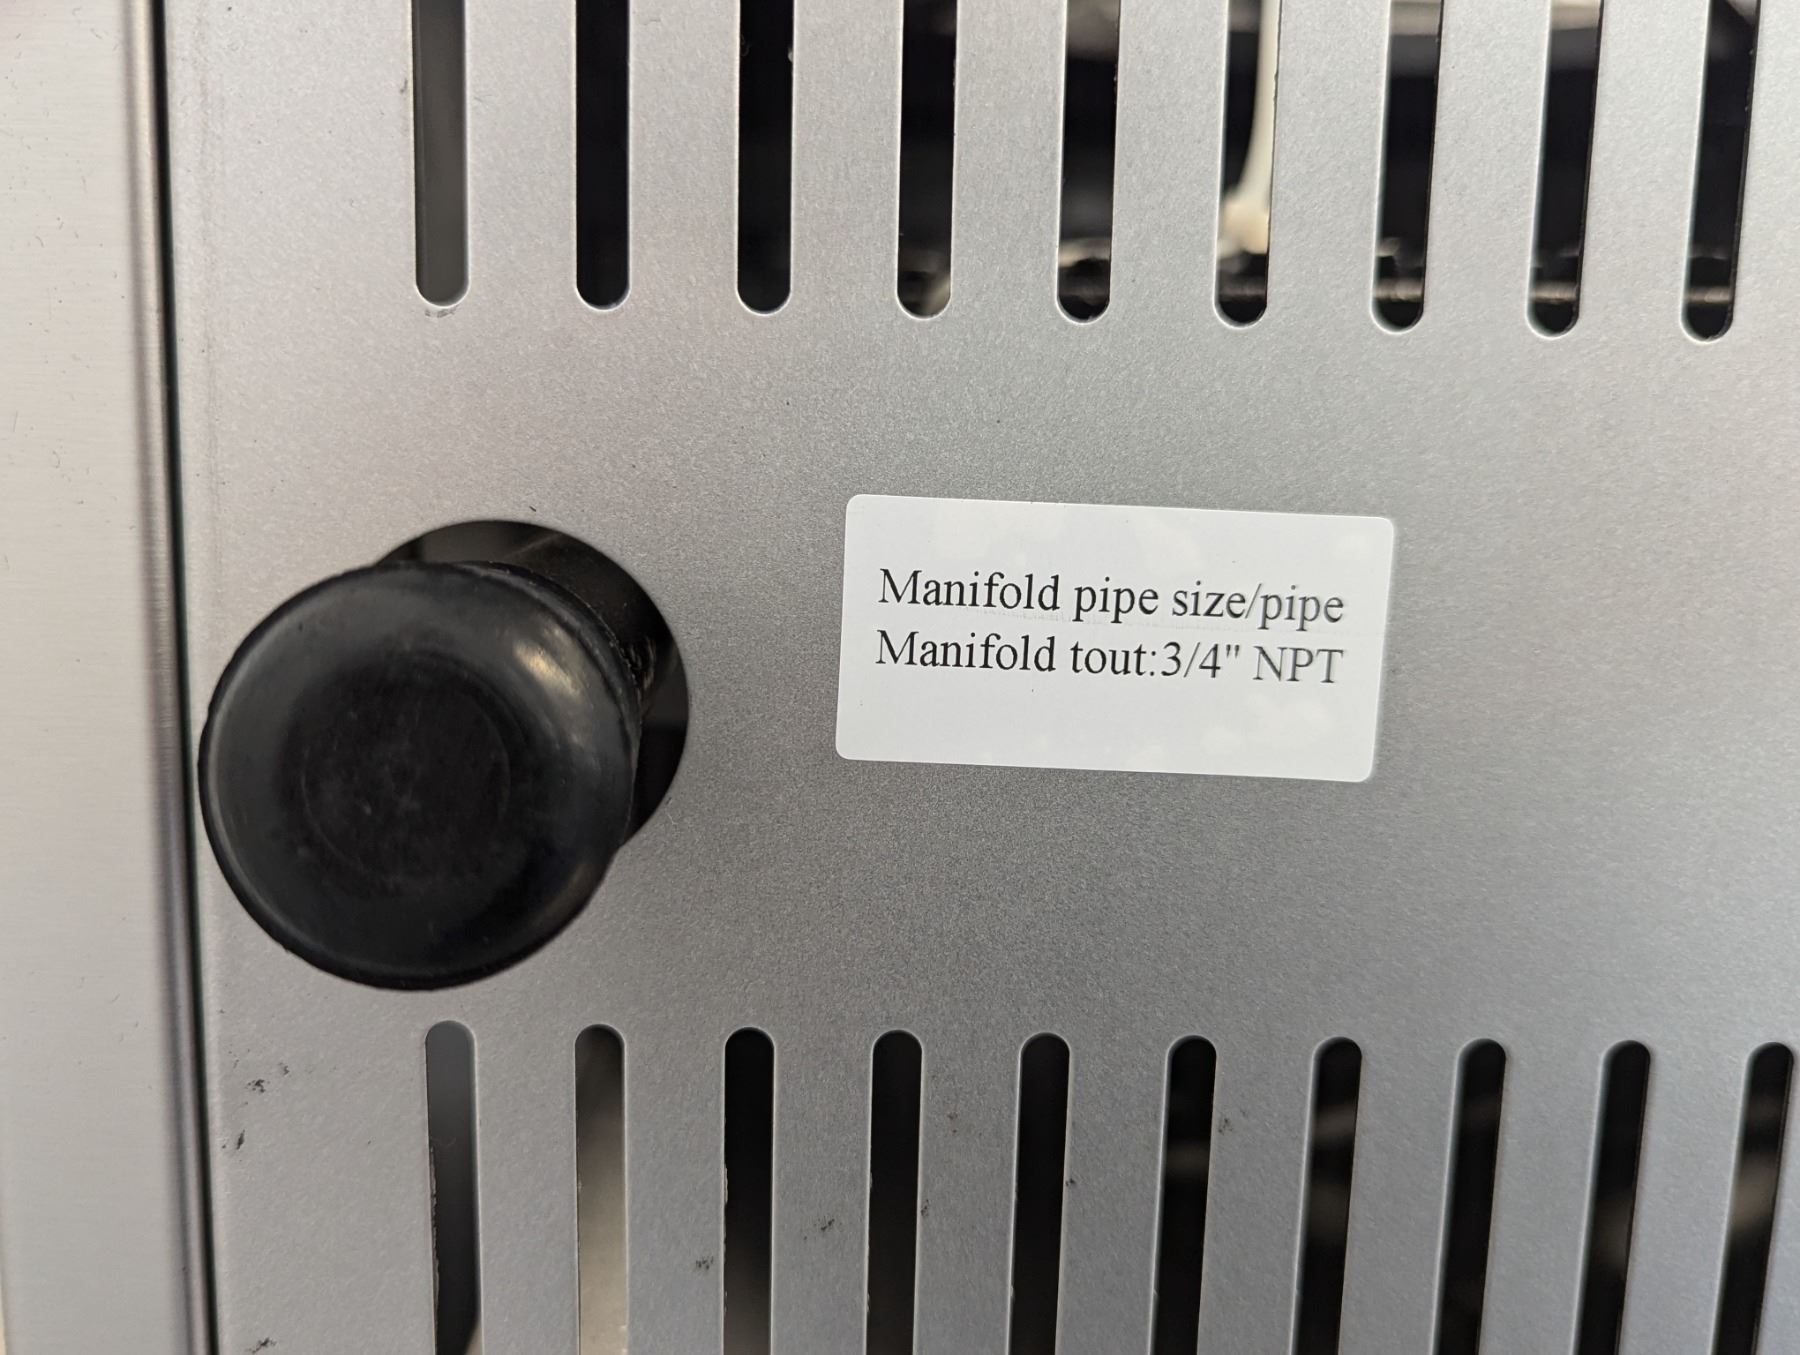 Manifold pipe size/pipe
Manifold tout:3/4" NPT